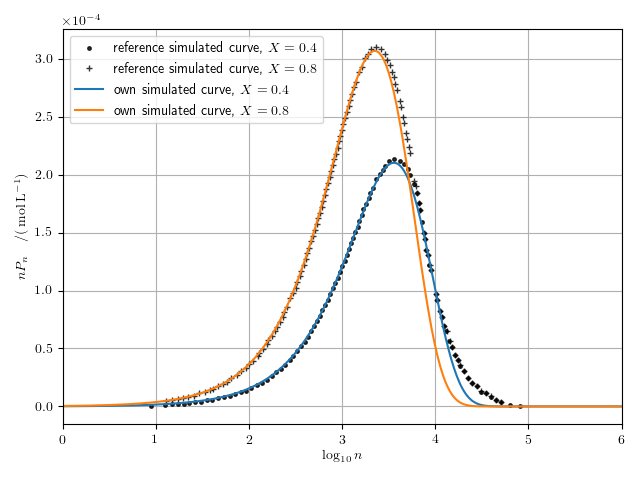 ×10⁻⁴
reference simulated curve, X = 0.4
reference simulated curve, X = 0.8
own simulated curve, X = 0.4
own simulated curve, X = 0.8
3.0
2.5
2.0
1.5
1.0
0.5
0.0
nPₙ /( mol L⁻¹)
0 1 2 3 4 5 6
log₁₀ n